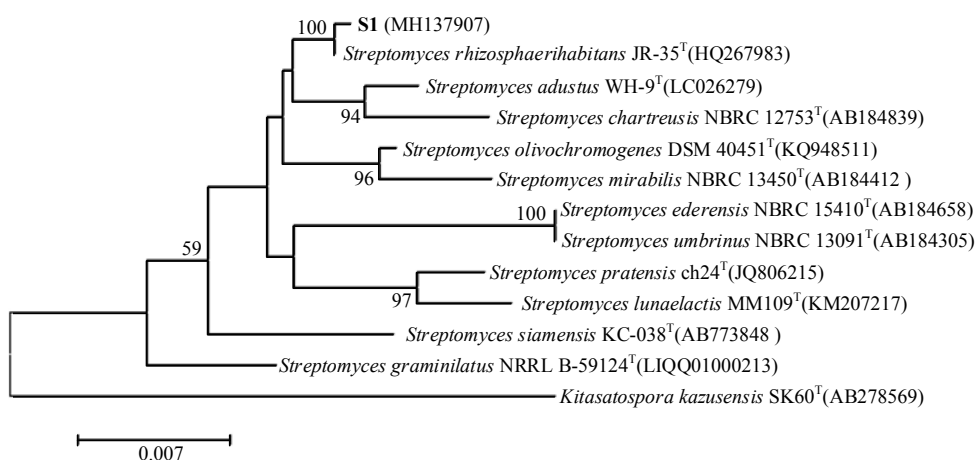 100 S1 (MH137907)
Streptomyces rhizosphaerihabitans JR-35T(HQ267983)
Streptomyces adustus WH-9T(LC026279)
94 Streptomyces chartreusis NBRC 12753T(AB184839)
Streptomyces olivochromogenes DSM 40451T(KQ948511)
96 Streptomyces mirabilis NBRC 13450T(AB184412 )
100 Streptomyces ederensis NBRC 15410T(AB184658)
Streptomyces umbrinus NBRC 13091T(AB184305)
59
Streptomyces pratensis ch24T(JQ806215)
97 Streptomyces lunaelactis MM109T(KM207217)
Streptomyces siamensis KC-038T(AB773848 )
Streptomyces graminilatus NRRL B-59124T(LIQQ01000213)
Kitasatospora kazusensis SK60T(AB278569)
0.007